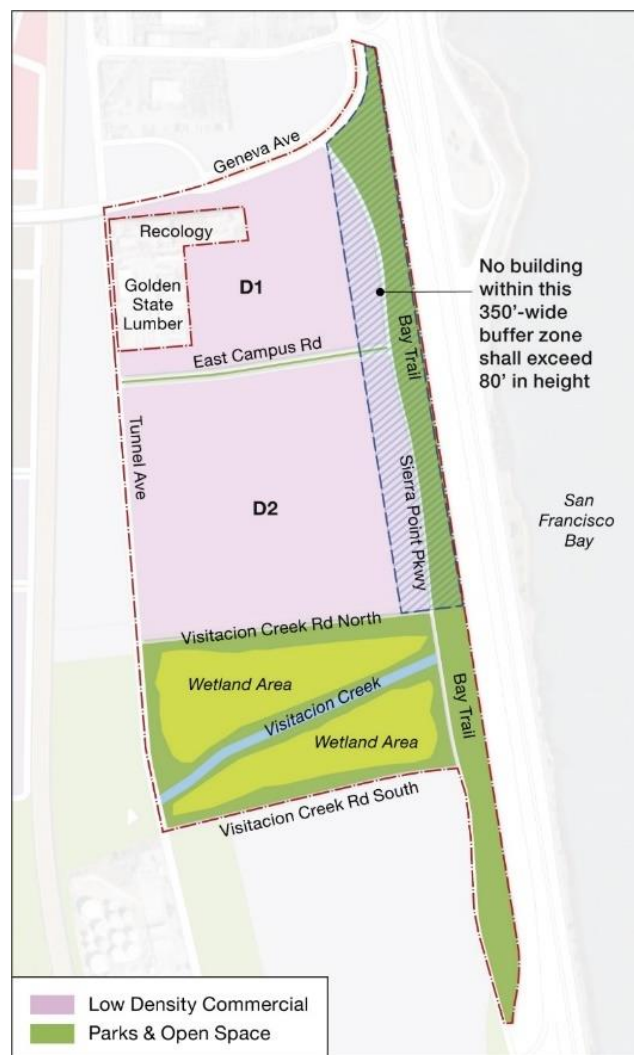 Geneva Ave
Recology
Golden
State
Lumber
D1
No building
within this
350'-wide
buffer zone
shall exceed
80' in height
East Campus Rd
Bay Trail
Tunnel Ave
D2
Sierra Point Pkwy
San
Francisco
Bay
Visitacion Creek Rd North
Wetland Area
Visitacion Creek
Bay Trail
Wetland Area
Visitacion Creek Rd South
Low Density Commercial
Parks & Open Space